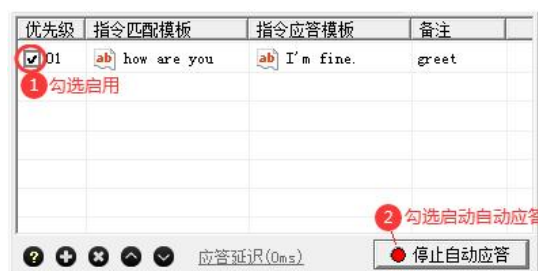 优先级 指令匹配模板 指令应答模板 备注
01 ab how are you ab I'm fine. greet
1 勾选启用
2 勾选启动自动应答
应答延迟(0ms) 停止自动应答